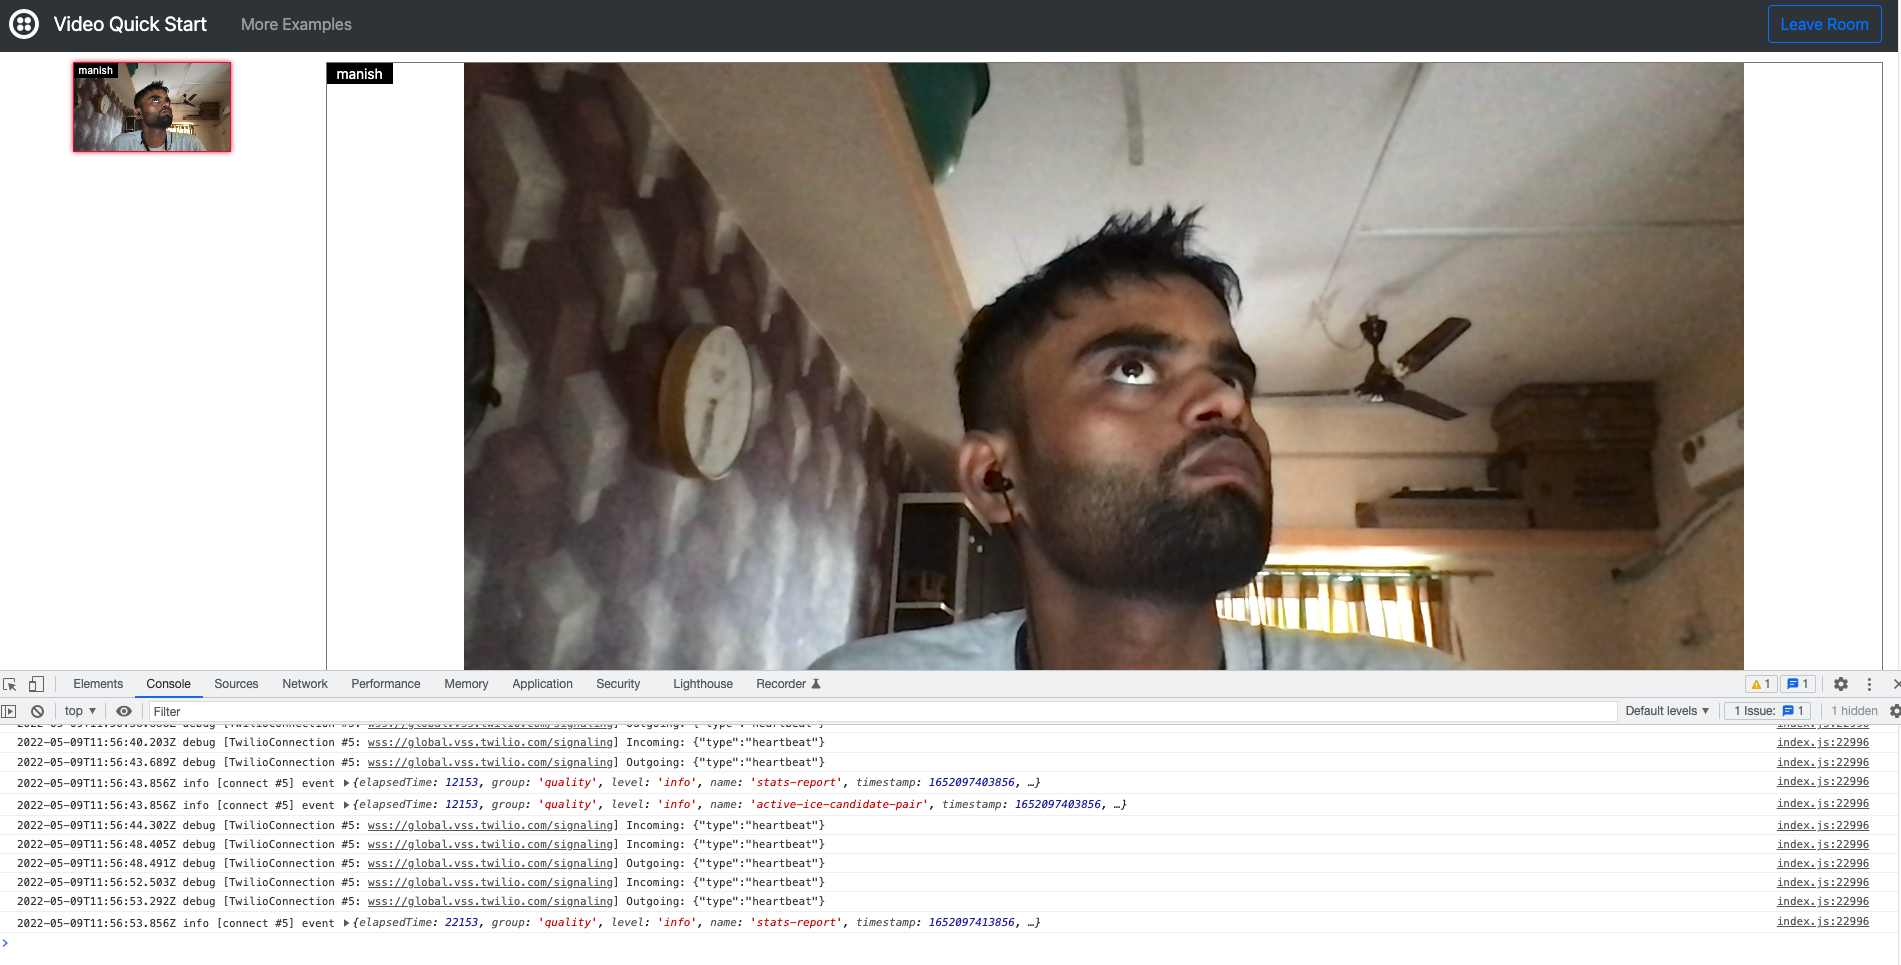 Video Quick Start More Examples Leave Room
manish
manish
Elements Console Sources Network Performance Memory Application Security Lighthouse Recorder 1 1
top ▼ Filter Default levels ▼ 1 Issue: 1 1 hidden
2022-05-09T11:56:40.203Z debug [TwilioConnection #5: wss://global.vss.twilio.com/signaling] Incoming: {"type":"heartbeat"} index.js:22996
2022-05-09T11:56:43.689Z debug [TwilioConnection #5: wss://global.vss.twilio.com/signaling] Outgoing: {"type":"heartbeat"} index.js:22996
2022-05-09T11:56:43.856Z info [connect #5] event ▶{elapsedTime: 12153, group: 'quality', level: 'info', name: 'stats-report', timestamp: 1652097403856, …} index.js:22996
2022-05-09T11:56:43.856Z info [connect #5] event ▶{elapsedTime: 12153, group: 'quality', level: 'info', name: 'active-ice-candidate-pair', timestamp: 1652097403856, …} index.js:22996
2022-05-09T11:56:44.302Z debug [TwilioConnection #5: wss://global.vss.twilio.com/signaling] Incoming: {"type":"heartbeat"} index.js:22996
2022-05-09T11:56:48.405Z debug [TwilioConnection #5: wss://global.vss.twilio.com/signaling] Incoming: {"type":"heartbeat"} index.js:22996
2022-05-09T11:56:48.491Z debug [TwilioConnection #5: wss://global.vss.twilio.com/signaling] Outgoing: {"type":"heartbeat"} index.js:22996
2022-05-09T11:56:52.503Z debug [TwilioConnection #5: wss://global.vss.twilio.com/signaling] Incoming: {"type":"heartbeat"} index.js:22996
2022-05-09T11:56:53.292Z debug [TwilioConnection #5: wss://global.vss.twilio.com/signaling] Outgoing: {"type":"heartbeat"} index.js:22996
2022-05-09T11:56:53.856Z info [connect #5] event ▶{elapsedTime: 22153, group: 'quality', level: 'info', name: 'stats-report', timestamp: 1652097413856, …} index.js:22996